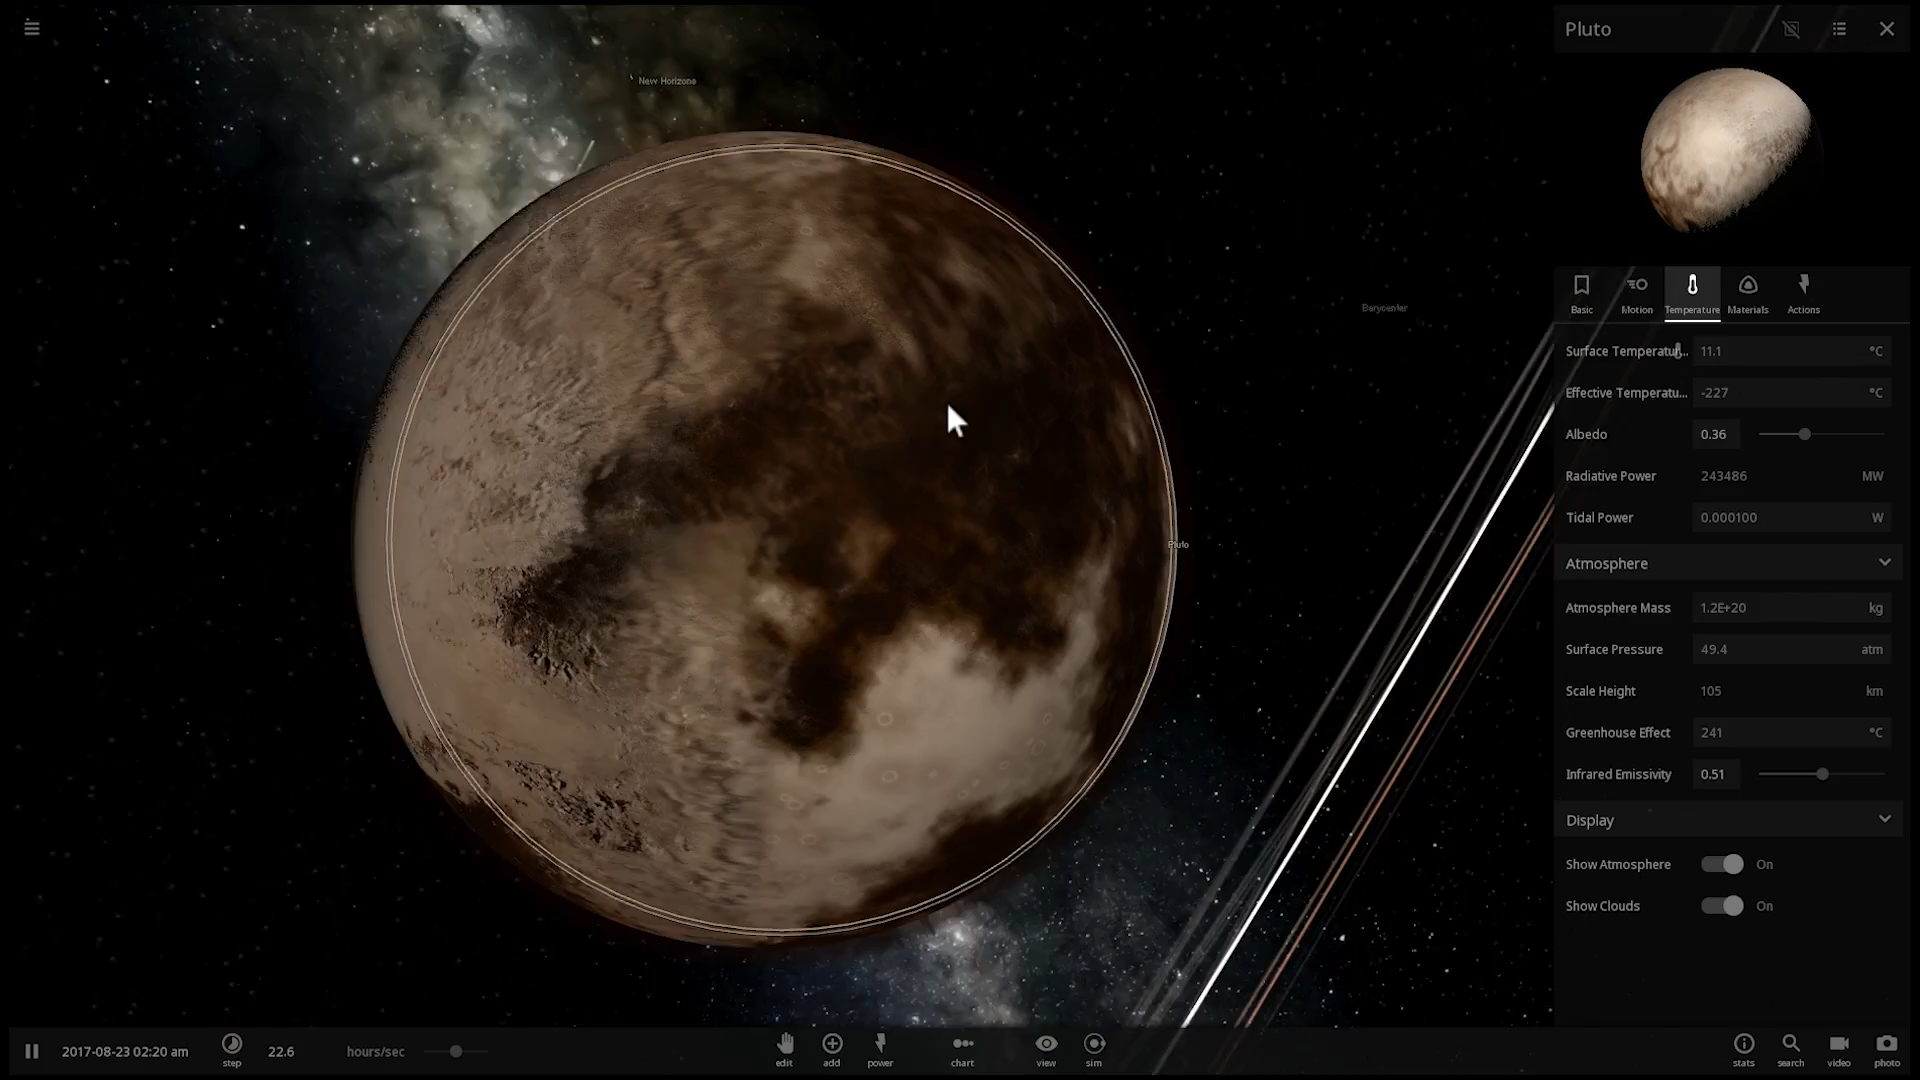 Pluto
New Horizons
Barycenter
Pluto
Basic
Motion
Temperature
Materials
Actions
Surface Temperatur... 11.1 °C
Effective Temperatu... -227 °C
Albedo 0.36
Radiative Power 243486 MW
Tidal Power 0.000100 W
Atmosphere
Atmosphere Mass 1.2E+20 kg
Surface Pressure 49.4 atm
Scale Height 105 km
Greenhouse Effect 241 °C
Infrared Emissivity 0.51
Display
Show Atmosphere On
Show Clouds On
2017-08-23 02:20 am
step
22.6 hours/sec
edit
add
power
chart
view
sim
stats
search
video
photo